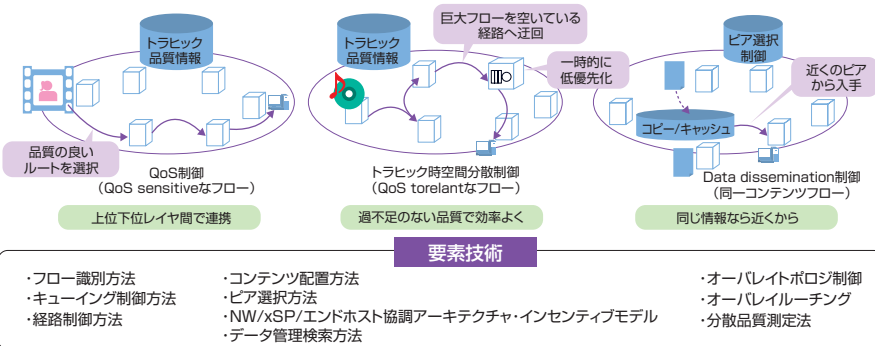 トラヒック
品質情報
品質の良い
ルートを選択
QoS制御
(QoS sensitiveなフロー)
上位下位レイヤ間で連携
巨大フローを空いている
経路へ迂回
トラヒック
品質情報
一時的に
低優先化
トラヒック時空間分散制御
(QoS torelantなフロー)
過不足のない品質で効率よく
ピア選択
制御
近くのピア
から入手
コピー/キャッシュ
Data dissemination制御
(同一コンテンツフロー)
同じ情報なら近くから
要素技術
・フロー識別方法
・キューイング制御方法
・経路制御方法
・コンテンツ配置方法
・ピア選択方法
・NW/xSP/エンドホスト協調アーキテクチャ・インセンティブモデル
・データ管理検索方法
・オーバレイトポロジ制御
・オーバレイルーチング
・分散品質測定法